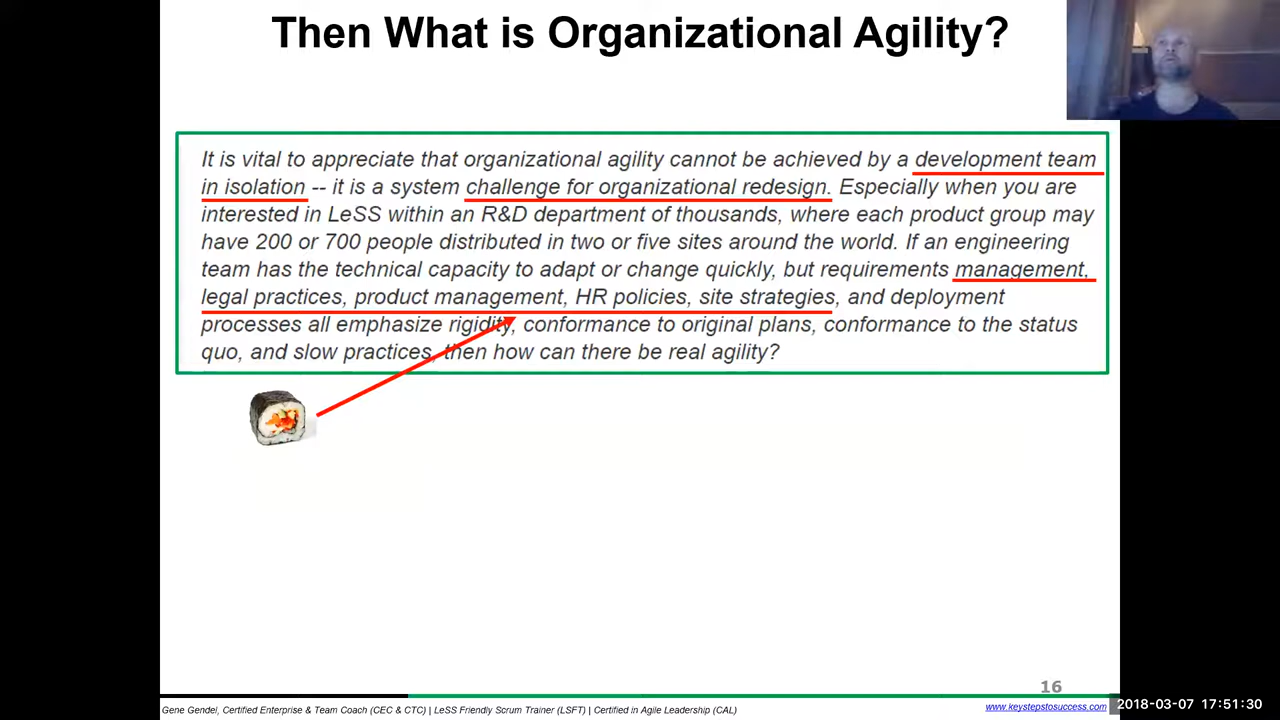 Then What is Organizational Agility?
It is vital to appreciate that organizational agility cannot be achieved by a development team
in isolation -- it is a system challenge for organizational redesign. Especially when you are
interested in LeSS within an R&D department of thousands, where each product group may
have 200 or 700 people distributed in two or five sites around the world. If an engineering
team has the technical capacity to adapt or change quickly, but requirements management,
legal practices, product management, HR policies, site strategies, and deployment
processes all emphasize rigidity, conformance to original plans, conformance to the status
quo, and slow practices, then how can there be real agility?
16
Gene Gendel, Certified Enterprise & Team Coach (CEC & CTC) | LeSS Friendly Scrum Trainer (LSFT) | Certified in Agile Leadership (CAL)
www.keystepstosuccess.com
2018-03-07 17:51:30